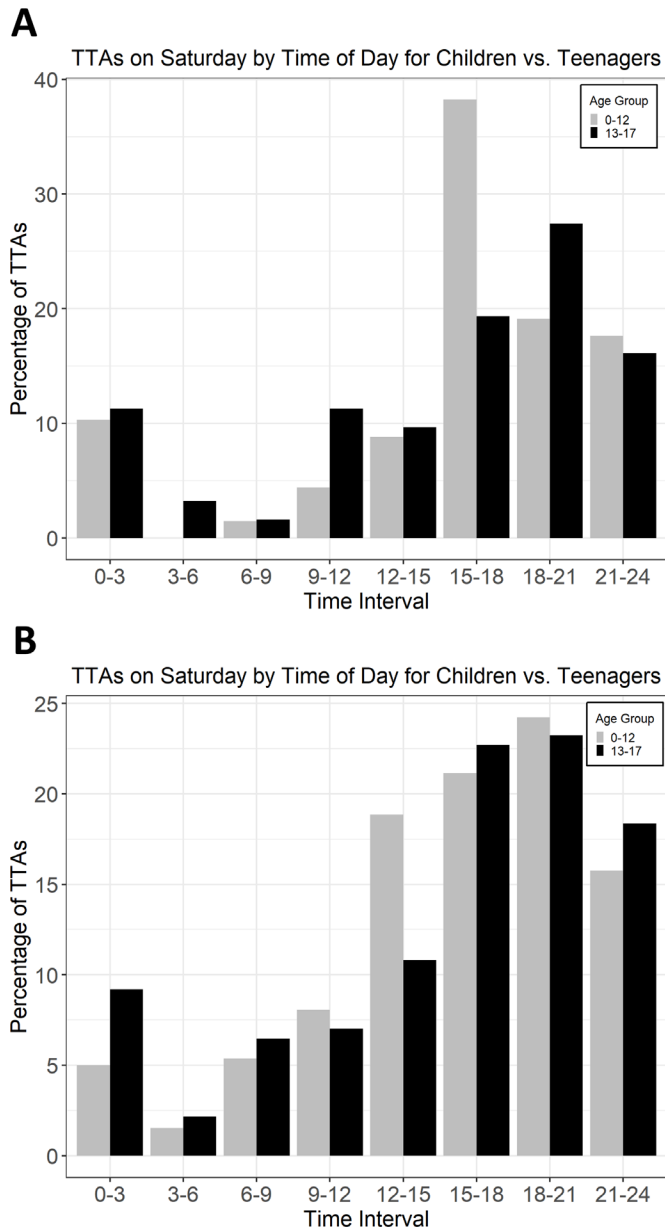 A
TTAs on Saturday by Time of Day for Children vs. Teenagers
40
30
20
10
0
Percentage of TTAs
Age Group
0-12
13-17
0-3 3-6 6-9 9-12 12-15 15-18 18-21 21-24
Time Interval
B
TTAs on Saturday by Time of Day for Children vs. Teenagers
25
20
15
10
5
0
Percentage of TTAs
Age Group
0-12
13-17
0-3 3-6 6-9 9-12 12-15 15-18 18-21 21-24
Time Interval